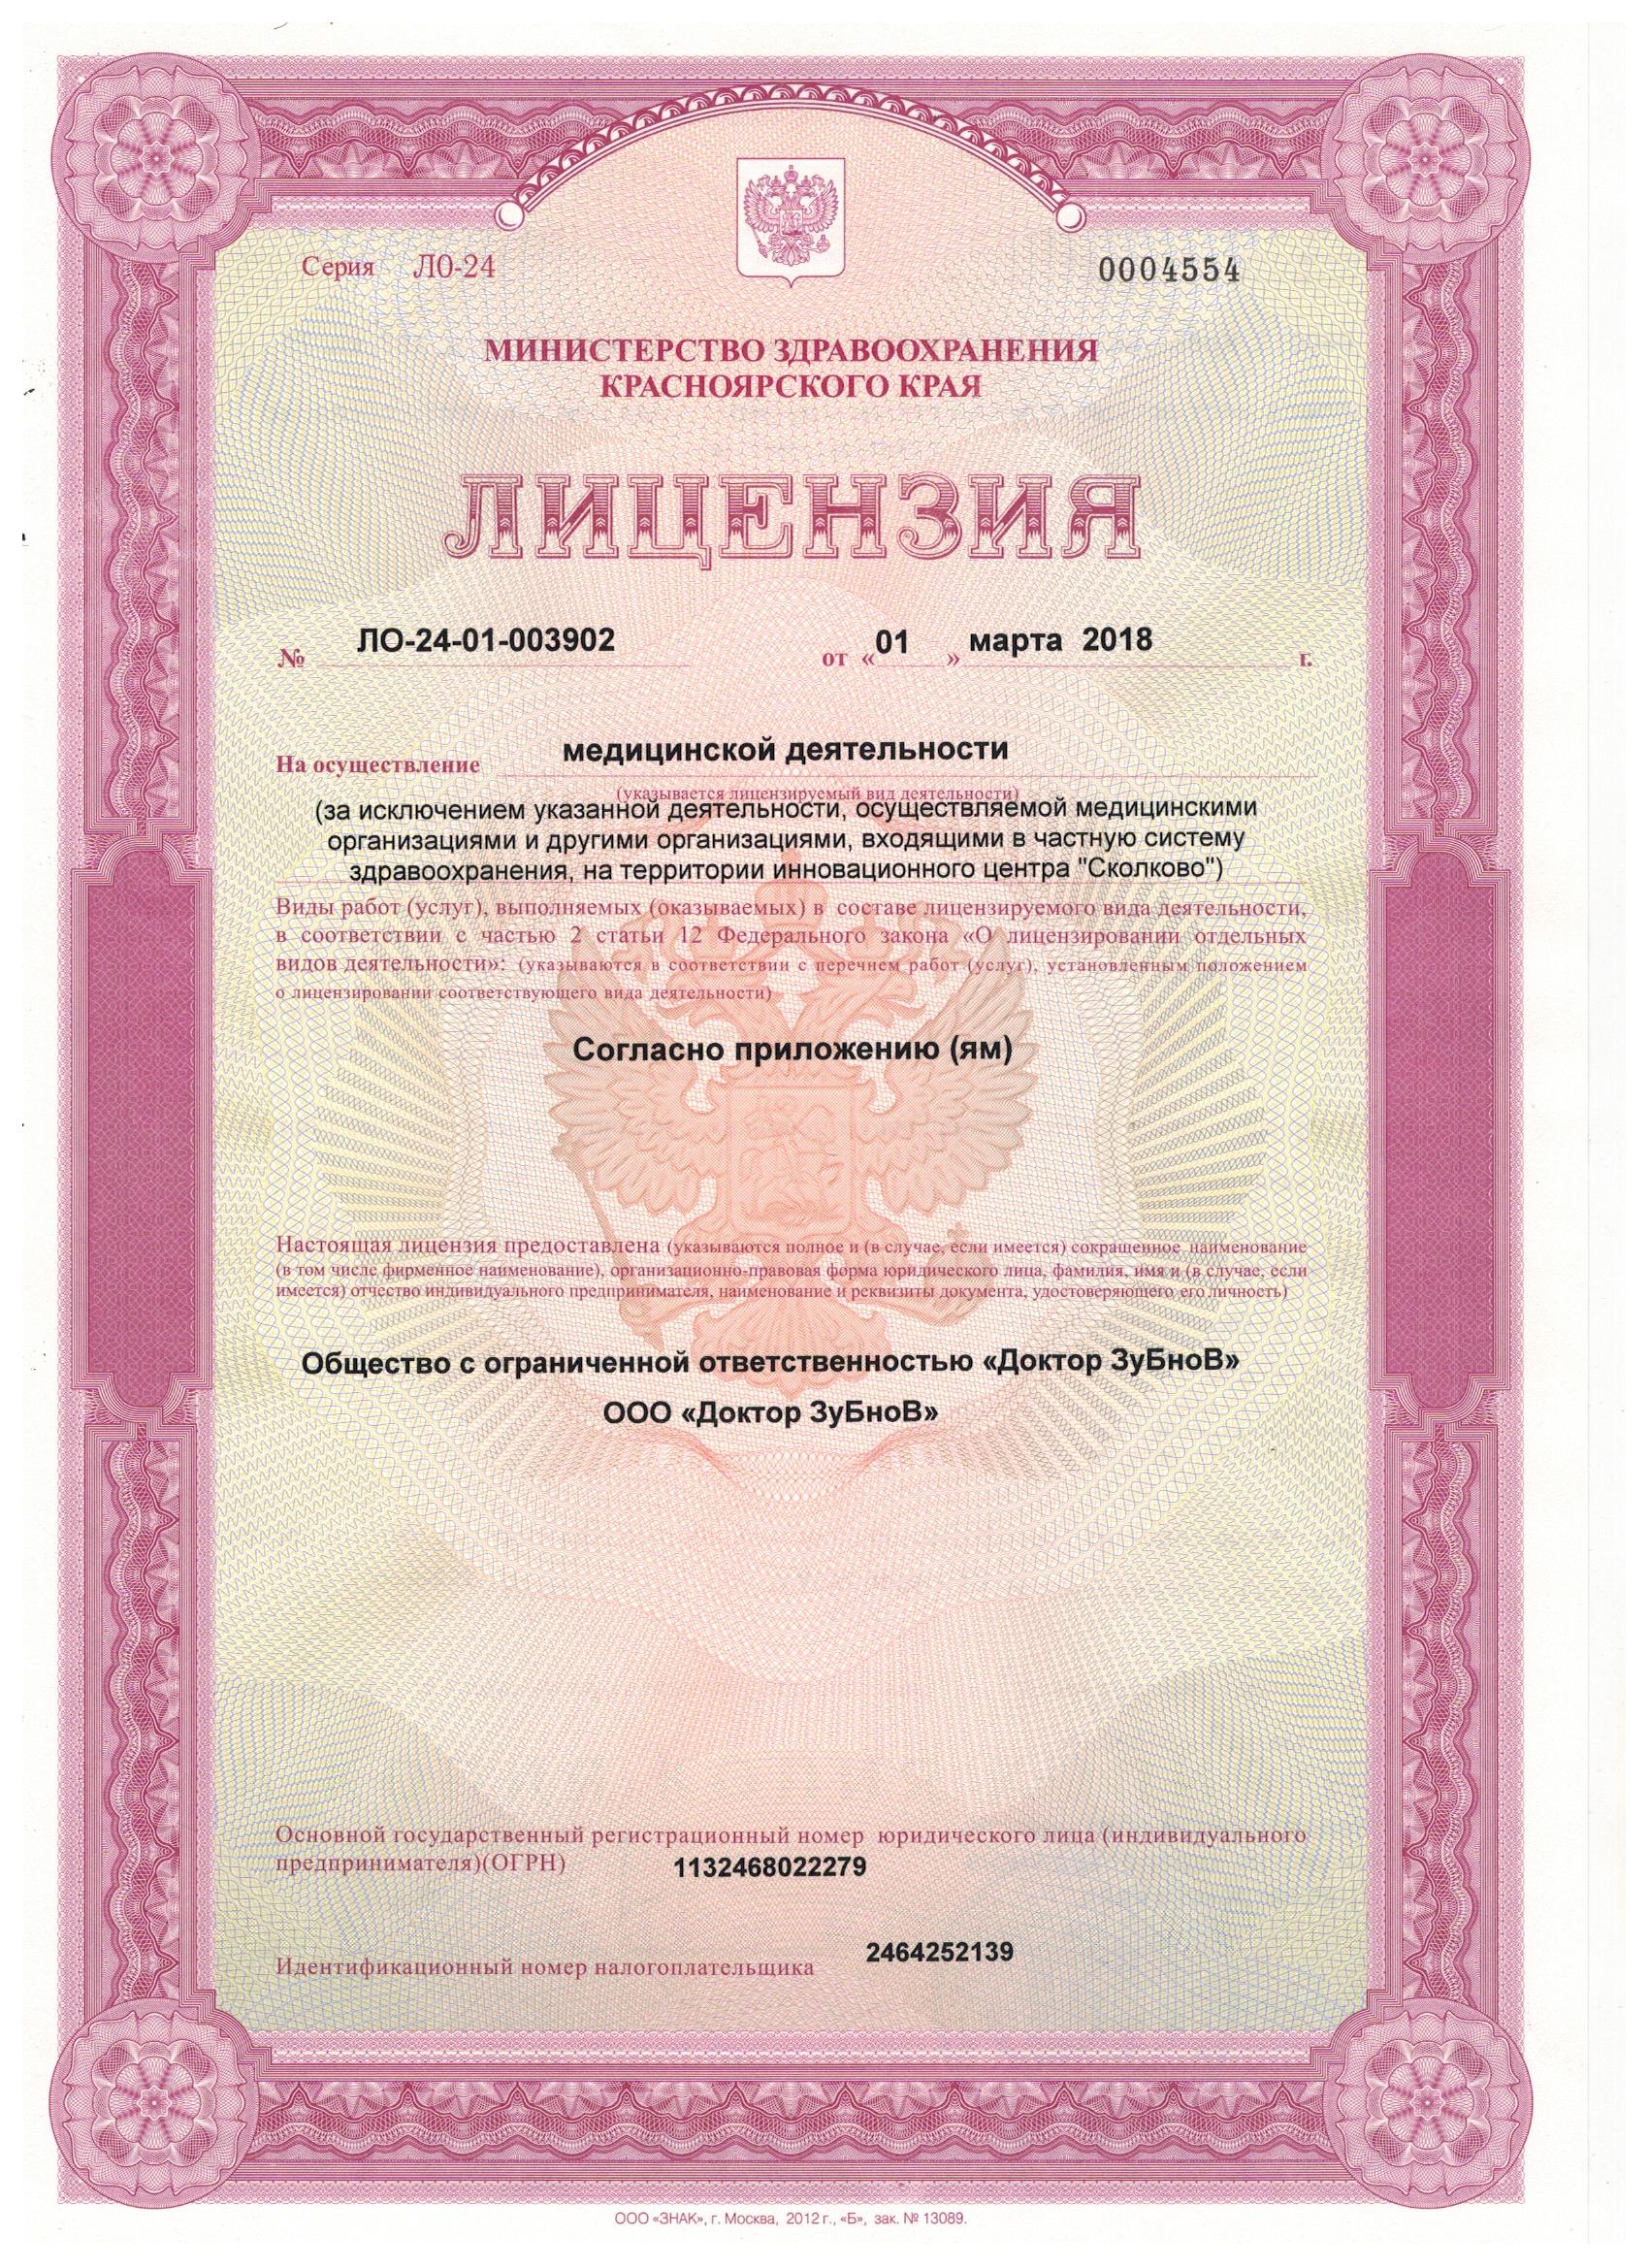 Серия ЛО-24 0004554
МИНИСТЕРСТВО ЗДРАВООХРАНЕНИЯ
КРАСНОЯРСКОГО КРАЯ
ЛИЦЕНЗИЯ
№ ЛО-24-01-003902 от «01» марта 2018 г.
На осуществление медицинской деятельности
(указывается лицензируемый вид деятельности)
(за исключением указанной деятельности, осуществляемой медицинскими
организациями и другими организациями, входящими в частную систему
здравоохранения, на территории инновационного центра "Сколково")
Виды работ (услуг), выполняемых (оказываемых) в составе лицензируемого вида деятельности,
в соответствии с частью 2 статьи 12 Федерального закона «О лицензировании отдельных
видов деятельности»: (указываются в соответствии с перечнем работ (услуг), установленным положением
о лицензировании соответствующего вида деятельности)
Согласно приложению (ям)
Настоящая лицензия предоставлена (указываются полное и (в случае, если имеется) сокращенное наименование
(в том числе фирменное наименование), организационно-правовая форма юридического лица, фамилия, имя и (в случае, если
имеется) отчество индивидуального предпринимателя, наименование и реквизиты документа, удостоверяющего его личность)
Общество с ограниченной ответственностью «Доктор ЗуБноВ»
ООО «Доктор ЗуБноВ»
Основной государственный регистрационный номер юридического лица (индивидуального
предпринимателя)(ОГРН) 1132468022279
Идентификационный номер налогоплательщика 2464252139
ООО «ЗНАК», г. Москва, 2012 г., «Б», зак. № 13089.